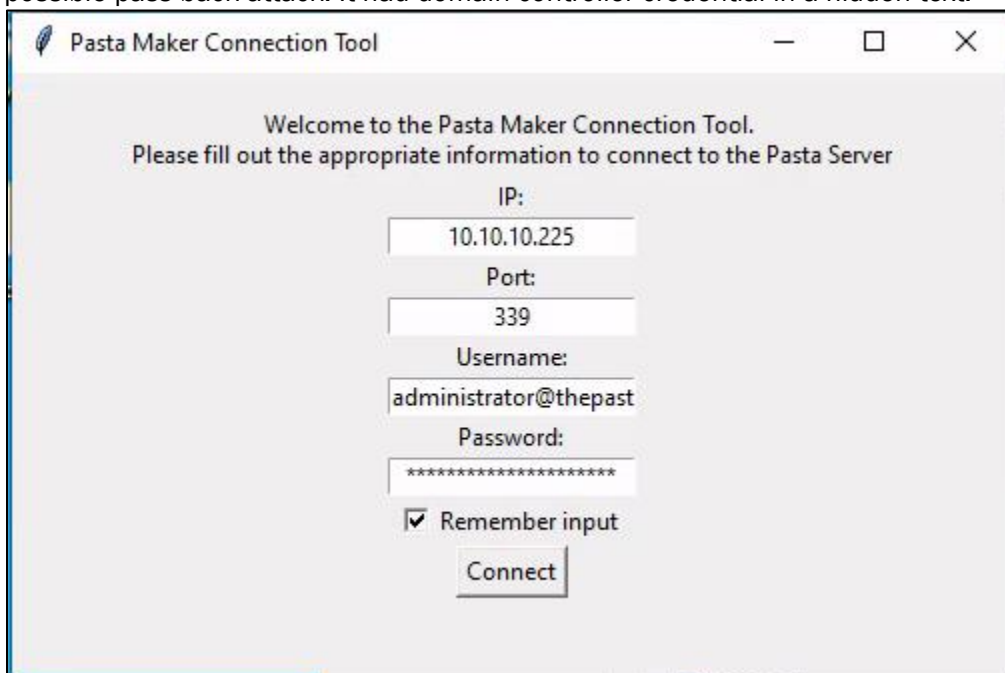 possible pass-back attack. It had domain controller credential in a hidden text.
Pasta Maker Connection Tool
Welcome to the Pasta Maker Connection Tool.
Please fill out the appropriate information to connect to the Pasta Server
IP:
10.10.10.225
Port:
339
Username:
administrator@thepast
Password:
*********************
Remember input
Connect